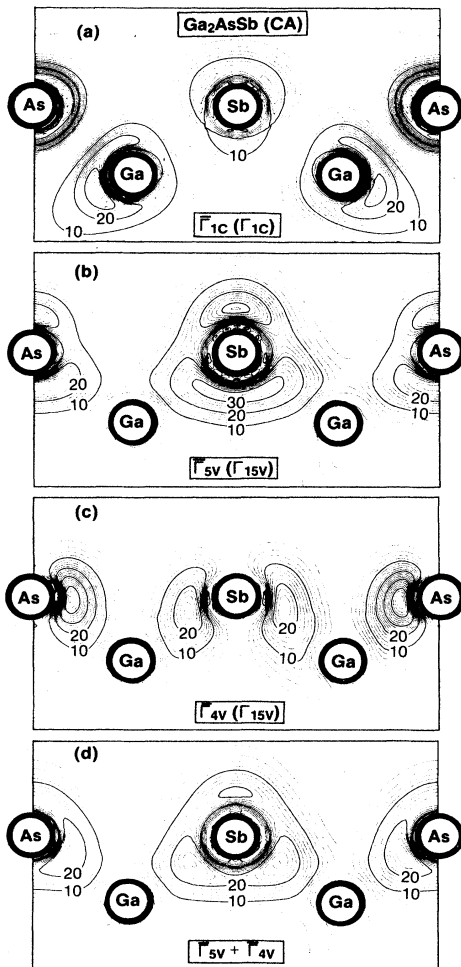 (a)
Ga₂AsSb (CA)
As
Sb
As
10
Ga
Ga
20
20
10
10
Γ̅1C (Γ1C)
(b)
As
Sb
As
20
10
30
20
10
20
10
Ga
Ga
Γ̅5V (Γ15V)
(c)
As
Sb
As
20
10
20
10
20
10
20
10
Ga
Ga
Γ̅4V (Γ15V)
(d)
As
Sb
As
20
10
20
10
20
10
Ga
Ga
Γ̅5V + Γ̅4V